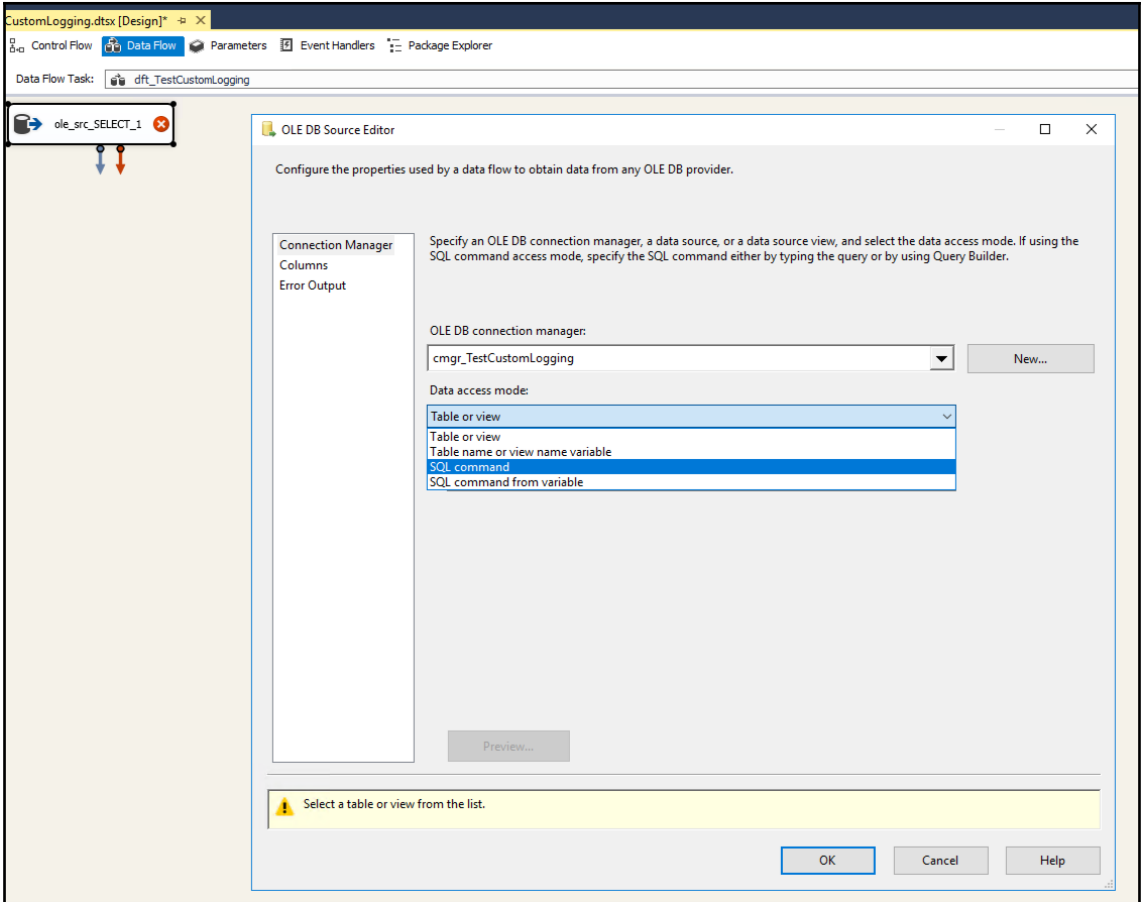 CustomLogging.dtsx [Design]*
Control Flow Data Flow Parameters Event Handlers Package Explorer
Data Flow Task: dft_TestCustomLogging
ole_src_SELECT_1
OLE DB Source Editor
Configure the properties used by a data flow to obtain data from any OLE DB provider.
Connection Manager
Columns
Error Output
Specify an OLE DB connection manager, a data source, or a data source view, and select the data access mode. If using the
SQL command access mode, specify the SQL command either by typing the query or by using Query Builder.
OLE DB connection manager:
cmgr_TestCustomLogging New...
Data access mode:
Table or view
Table or view
Table name or view name variable
SQL command
SQL command from variable
Preview...
Select a table or view from the list.
OK Cancel Help